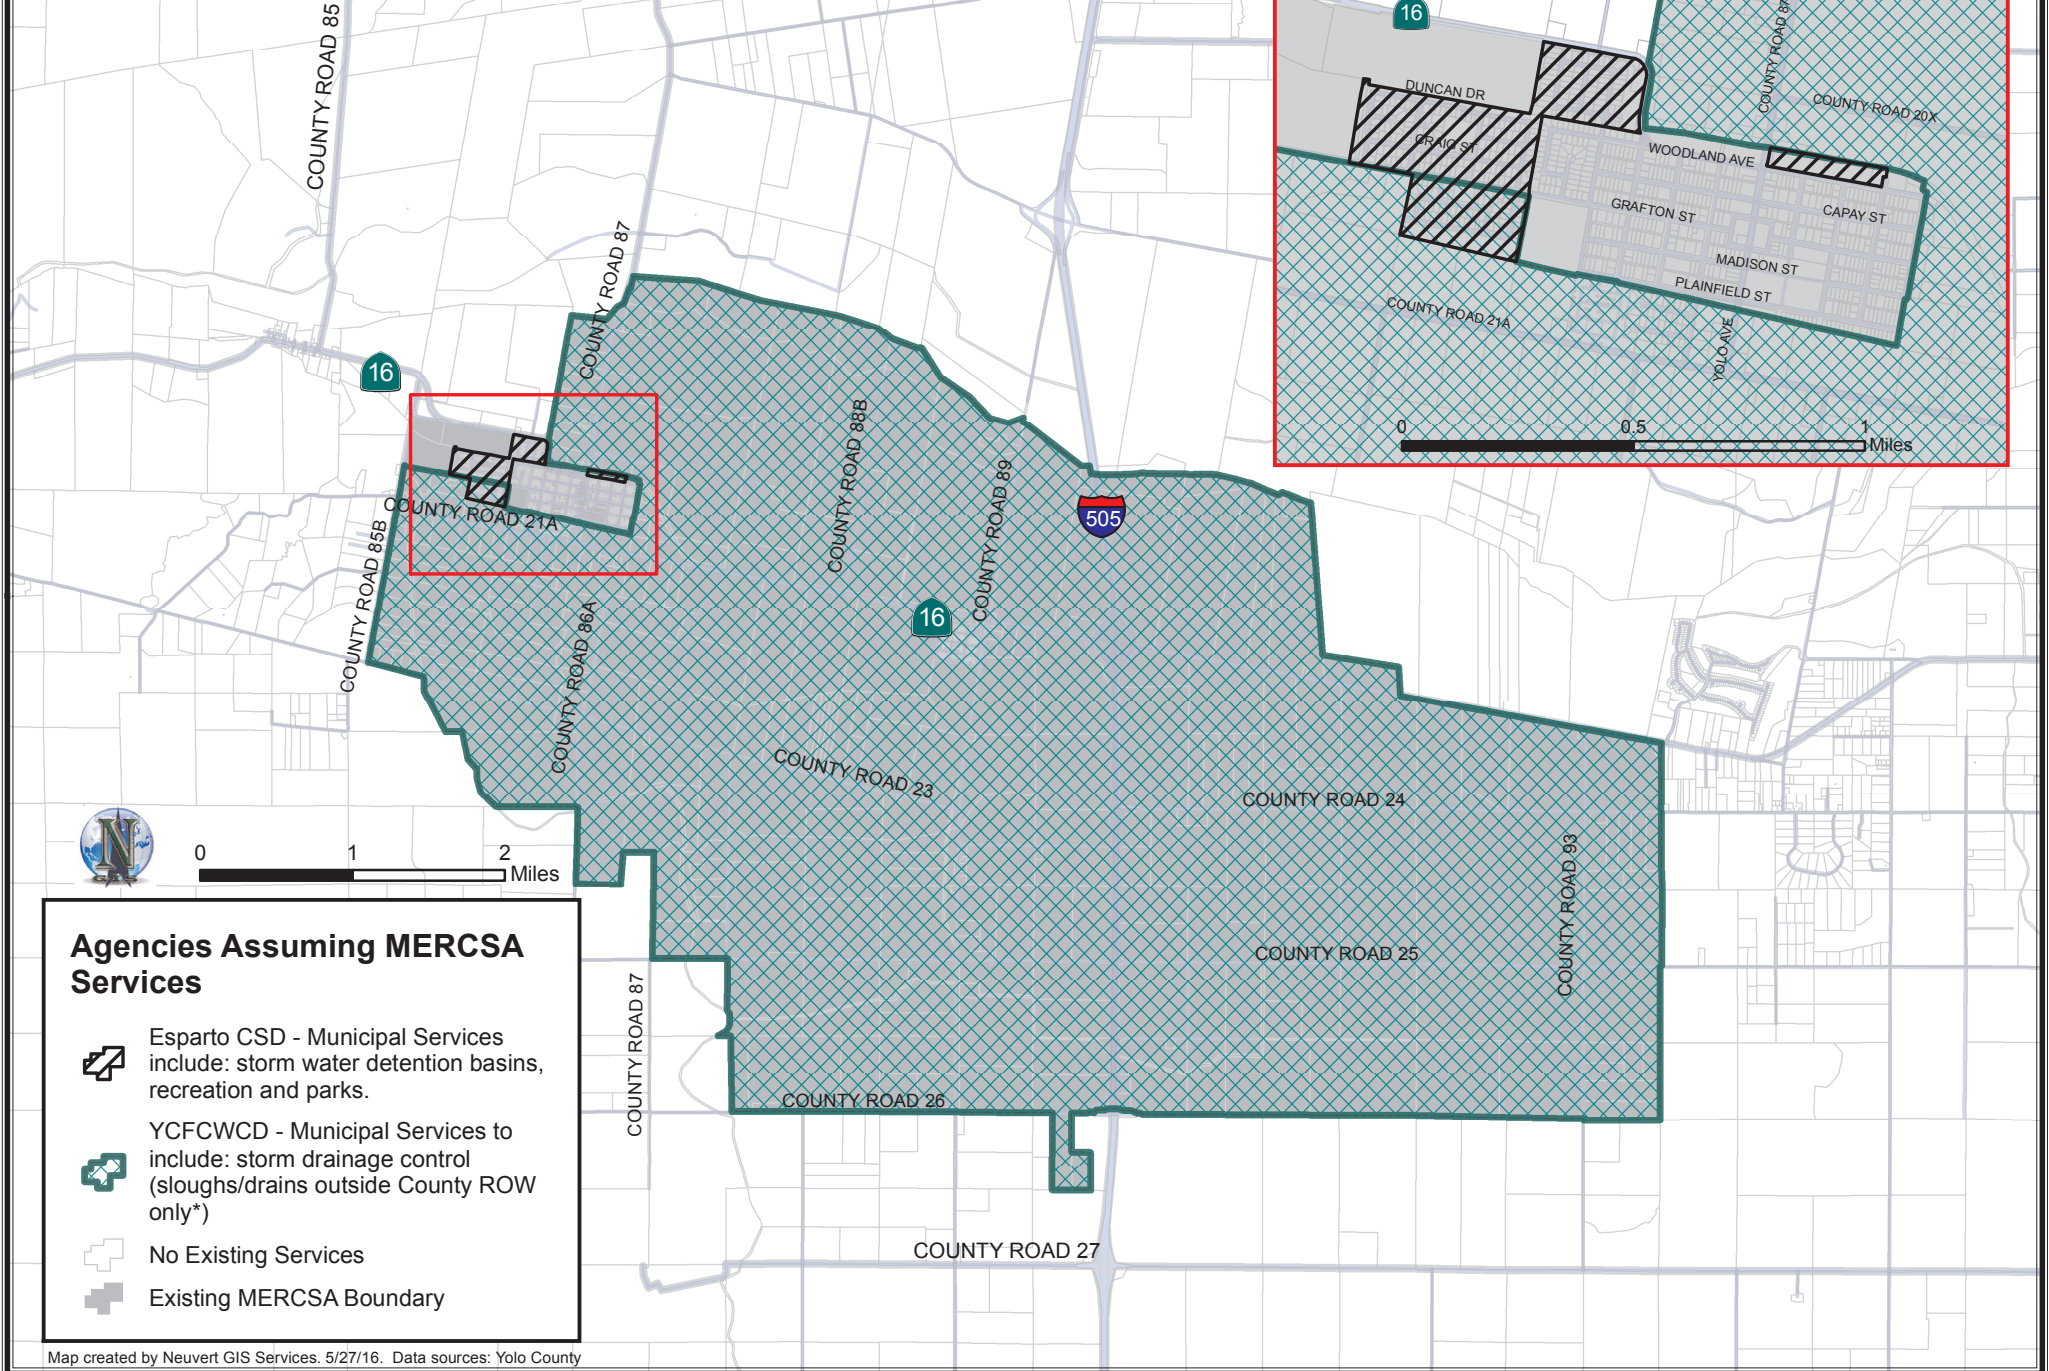 COUNTY ROAD 85
16
COUNTY ROAD 87
DUNCAN DR
COUNTY ROAD 20X
CRAIG ST
WOODLAND AVE
GRAFTON ST
CAPAY ST
MADISON ST
PLAINFIELD ST
COUNTY ROAD 21A
YOLO AVE
0 0.5 1
Miles
COUNTY ROAD 87
16
COUNTY ROAD 88B
COUNTY ROAD 89
505
COUNTY ROAD 21A
COUNTY ROAD 85B
COUNTY ROAD 86A
16
COUNTY ROAD 23
COUNTY ROAD 24
COUNTY ROAD 93
N
GIS
0 1 2
Miles
COUNTY ROAD 25
COUNTY ROAD 87
COUNTY ROAD 26
COUNTY ROAD 27
Agencies Assuming MERCSA
Services
Esparto CSD - Municipal Services
include: storm water detention basins,
recreation and parks.
YCFCWCD - Municipal Services to
include: storm drainage control
(sloughs/drains outside County ROW
only*)
No Existing Services
Existing MERCSA Boundary
Map created by Neuvert GIS Services. 5/27/16. Data sources: Yolo County